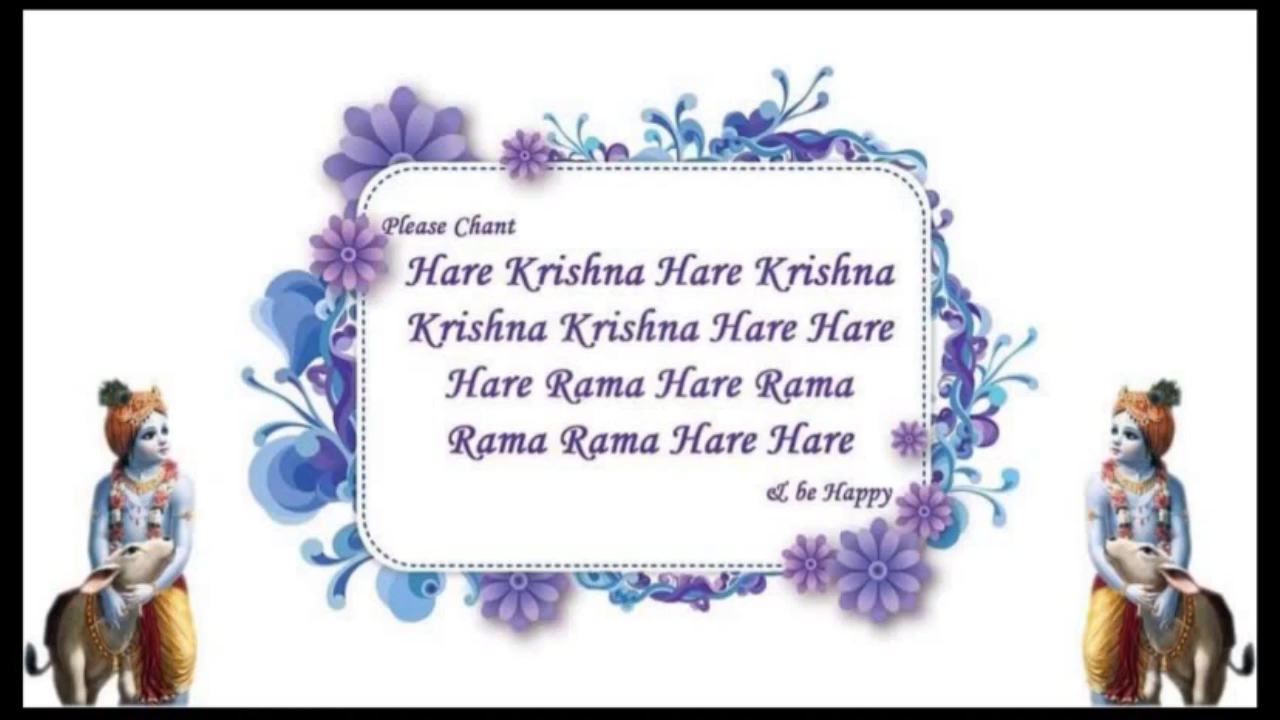 Please Chant
Hare Krishna Hare Krishna
Krishna Krishna Hare Hare
Hare Rama Hare Rama
Rama Rama Hare Hare
& be Happy